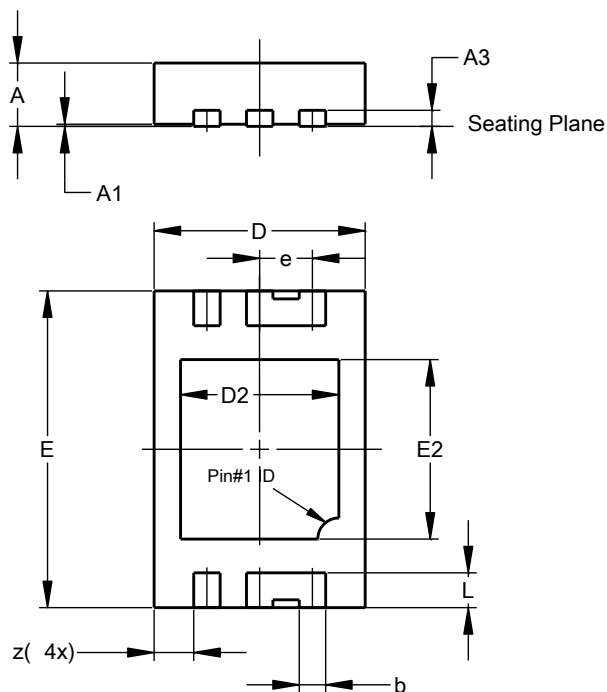 A3
A
Seating Plane
A1
D
e
D2
E
E2
Pin#1 ID
L
z( 4x)
b